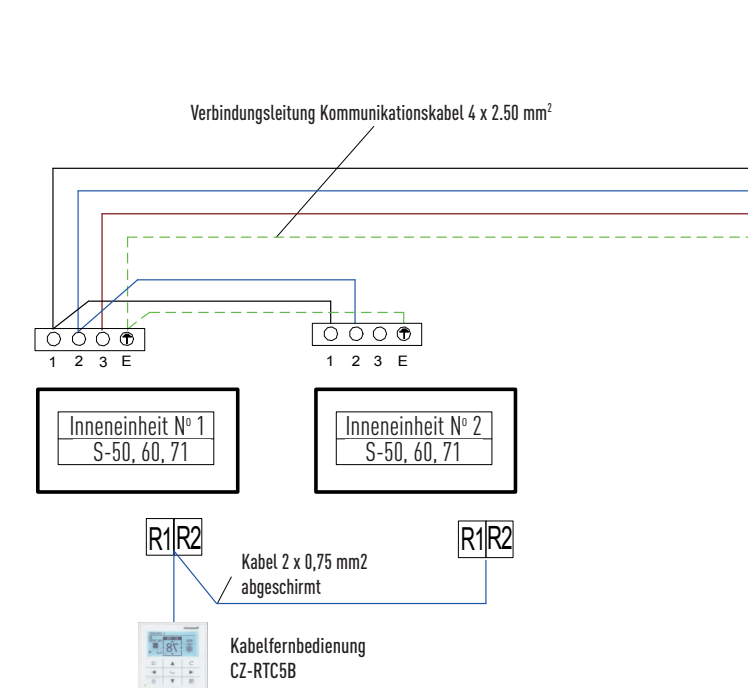 Verbindungsleitung Kommunikationskabel 4 x 2.50 mm²
1 2 3 E
1 2 3 E
Inneneinheit Nº 1
S-50, 60, 71
Inneneinheit Nº 2
S-50, 60, 71
R1 R2
R1 R2
Kabel 2 x 0,75 mm2
abgeschirmt
Kabelfernbedienung
CZ-RTC5B